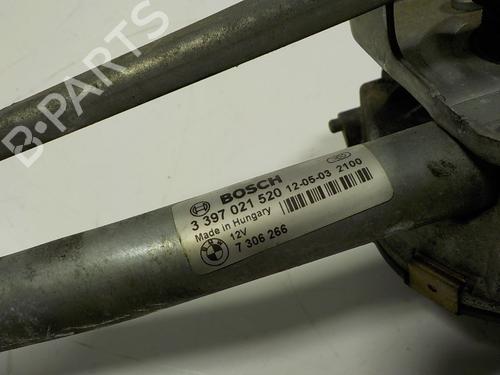 B-PARTS
BOSCH
3 397 021 520 12-05-03 2100
Made in Hungary
12V
7 306 266